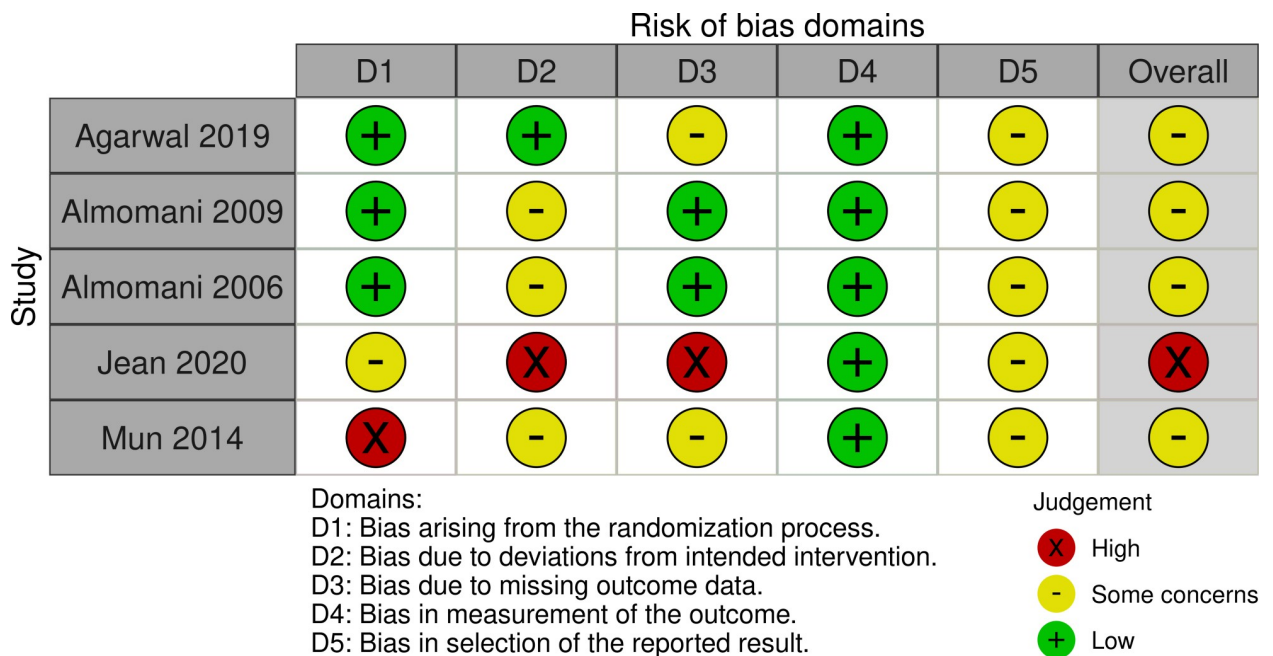 Risk of bias domains
D1 D2 D3 D4 D5 Overall
Study
Agarwal 2019 + + - + - -
Almomani 2009 + - + + - -
Almomani 2006 + - + + - -
Jean 2020 - X X + - X
Mun 2014 X - - + - -
Domains:
D1: Bias arising from the randomization process.
D2: Bias due to deviations from intended intervention.
D3: Bias due to missing outcome data.
D4: Bias in measurement of the outcome.
D5: Bias in selection of the reported result.
Judgement
X High
- Some concerns
+ Low